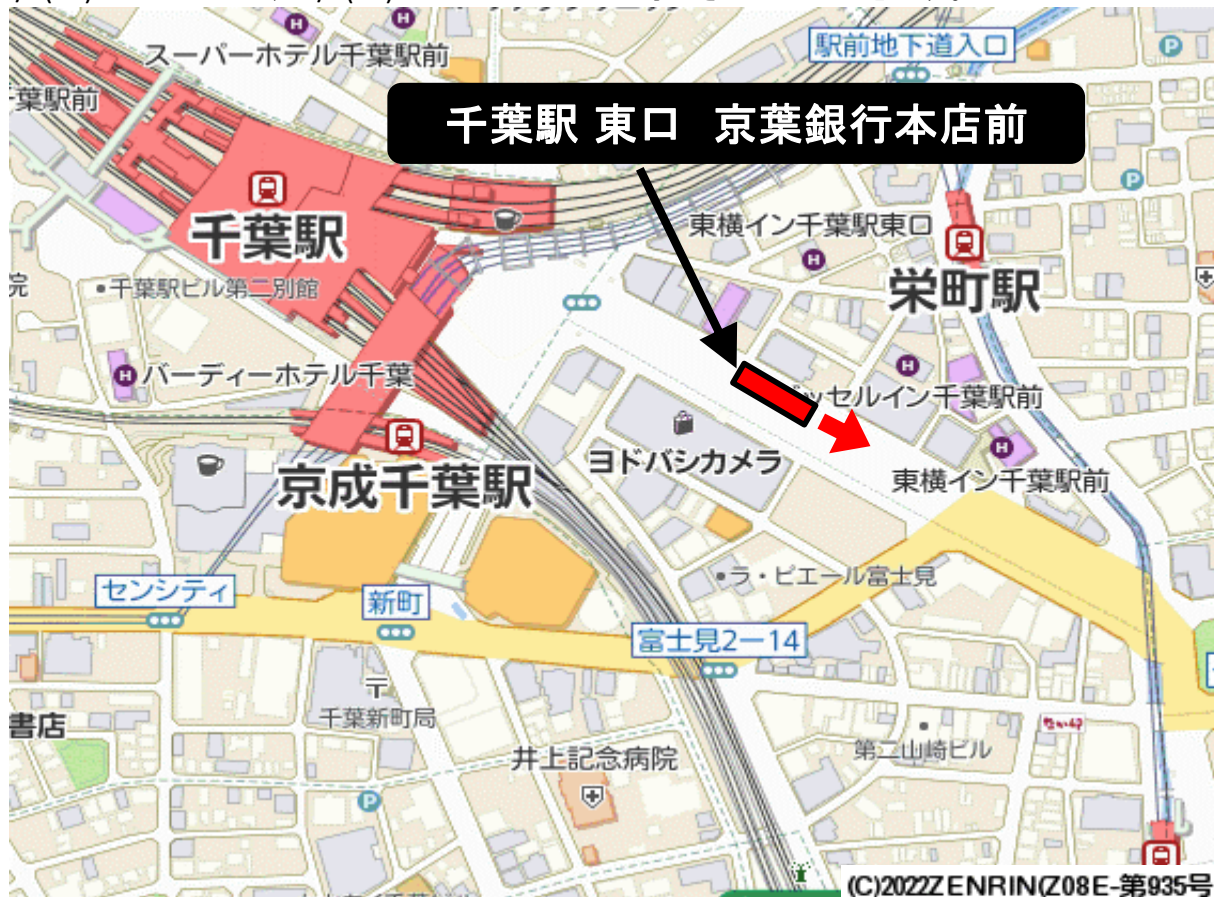 スーパーホテル千葉駅前
駅前地下道入口
葉駅前
千葉駅 東口 京葉銀行本店前
千葉駅
東横イン千葉駅東口
栄町駅
院
千葉駅ビル第二別館
バーディーホテル千葉
ッセルイン千葉駅前
ヨドバシカメラ
京成千葉駅
東横イン千葉駅前
ラ・ピエール富士見
センシティ
新町
富士見2ー14
千葉新町局
書店
井上記念病院
第二山崎ビル
(C)2022ZENRIN(Z08E-第935号